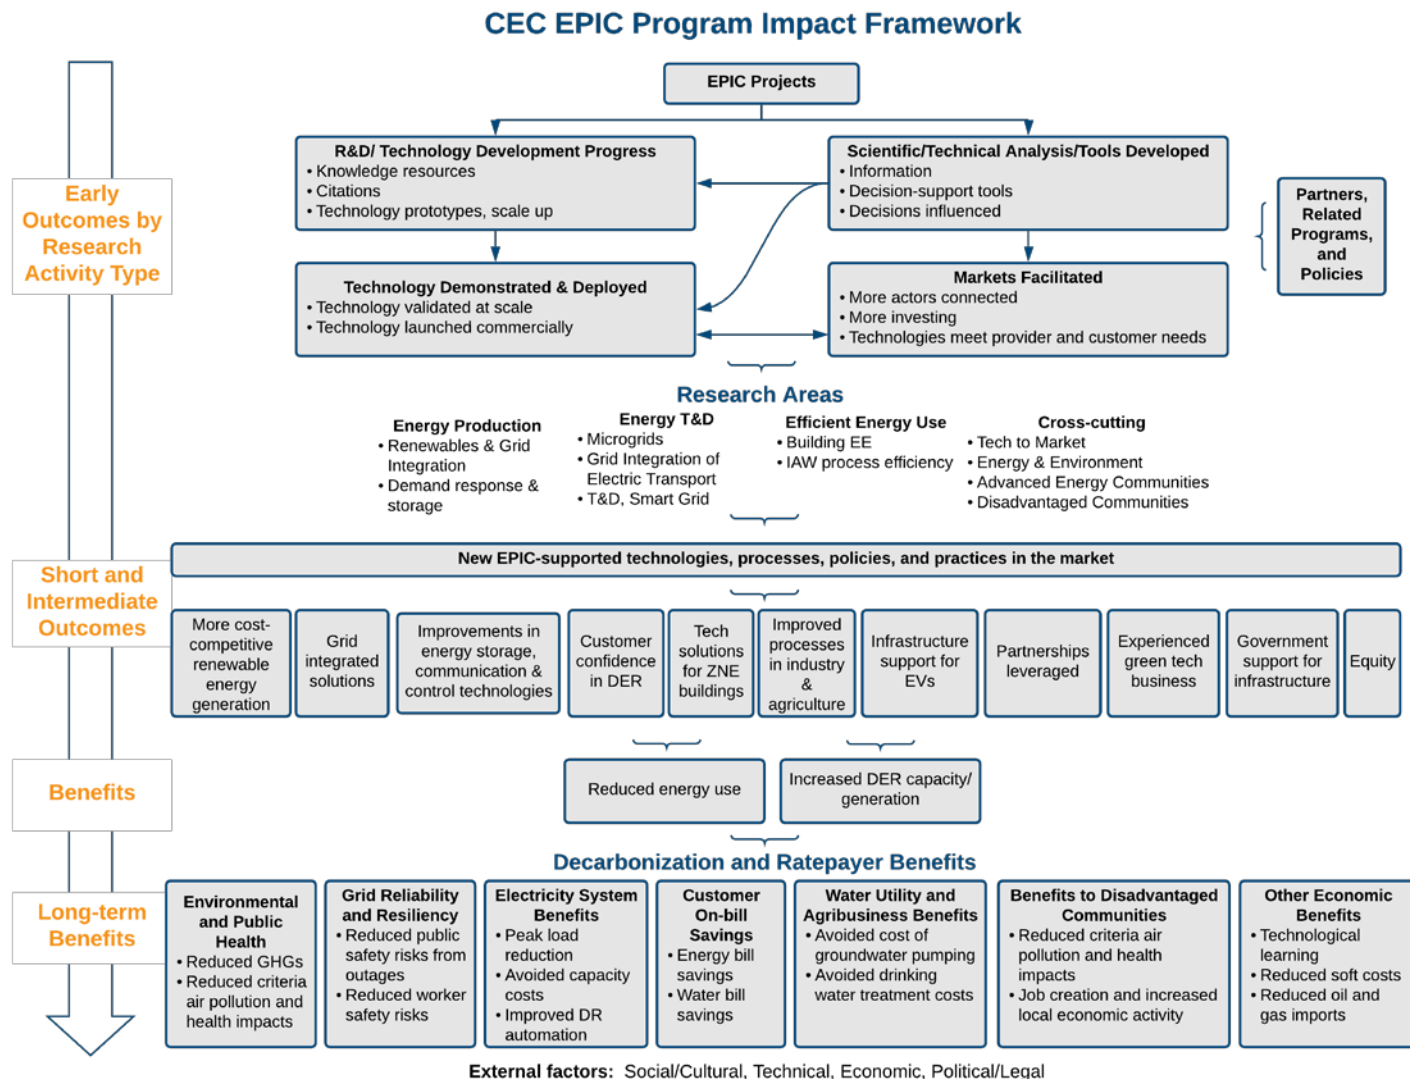 CEC EPIC Program Impact Framework
EPIC Projects
R&D/ Technology Development Progress
• Knowledge resources
• Citations
• Technology prototypes, scale up
Scientific/Technical Analysis/Tools Developed
• Information
• Decision-support tools
• Decisions influenced
Early
Outcomes by
Research
Activity Type
Partners,
Related
Programs,
and
Policies
Technology Demonstrated & Deployed
• Technology validated at scale
• Technology launched commercially
Markets Facilitated
• More actors connected
• More investing
• Technologies meet provider and customer needs
Research Areas
Energy Production
• Renewables & Grid
Integration
• Demand response &
storage
Energy T&D
• Microgrids
• Grid Integration of
Electric Transport
• T&D, Smart Grid
Efficient Energy Use
• Building EE
• IAW process efficiency
Cross-cutting
• Tech to Market
• Energy & Environment
• Advanced Energy Communities
• Disadvantaged Communities
Short and
Intermediate
Outcomes
New EPIC-supported technologies, processes, policies, and practices in the market
More cost-
competitive
renewable
energy
generation
Grid
integrated
solutions
Improvements in
energy storage,
communication &
control technologies
Customer
confidence
in DER
Tech
solutions
for ZNE
buildings
Improved
processes
in industry
&
agriculture
Infrastructure
support for
EVs
Partnerships
leveraged
Experienced
green tech
business
Government
support for
infrastructure
Equity
Benefits
Reduced energy use
Increased DER capacity/
generation
Decarbonization and Ratepayer Benefits
Long-term
Benefits
Environmental
and Public
Health
• Reduced GHGs
• Reduced criteria
air pollution and
health impacts
Grid Reliability
and Resiliency
• Reduced public
safety risks from
outages
• Reduced worker
safety risks
Electricity System
Benefits
• Peak load
reduction
• Avoided capacity
costs
• Improved DR
automation
Customer
On-bill
Savings
• Energy bill
savings
• Water bill
savings
Water Utility and
Agribusiness Benefits
• Avoided cost of
groundwater pumping
• Avoided drinking
water treatment costs
Benefits to Disadvantaged
Communities
• Reduced criteria air
pollution and health
impacts
• Job creation and increased
local economic activity
Other Economic
Benefits
• Technological
learning
• Reduced soft costs
• Reduced oil and
gas imports
External factors: Social/Cultural, Technical, Economic, Political/Legal